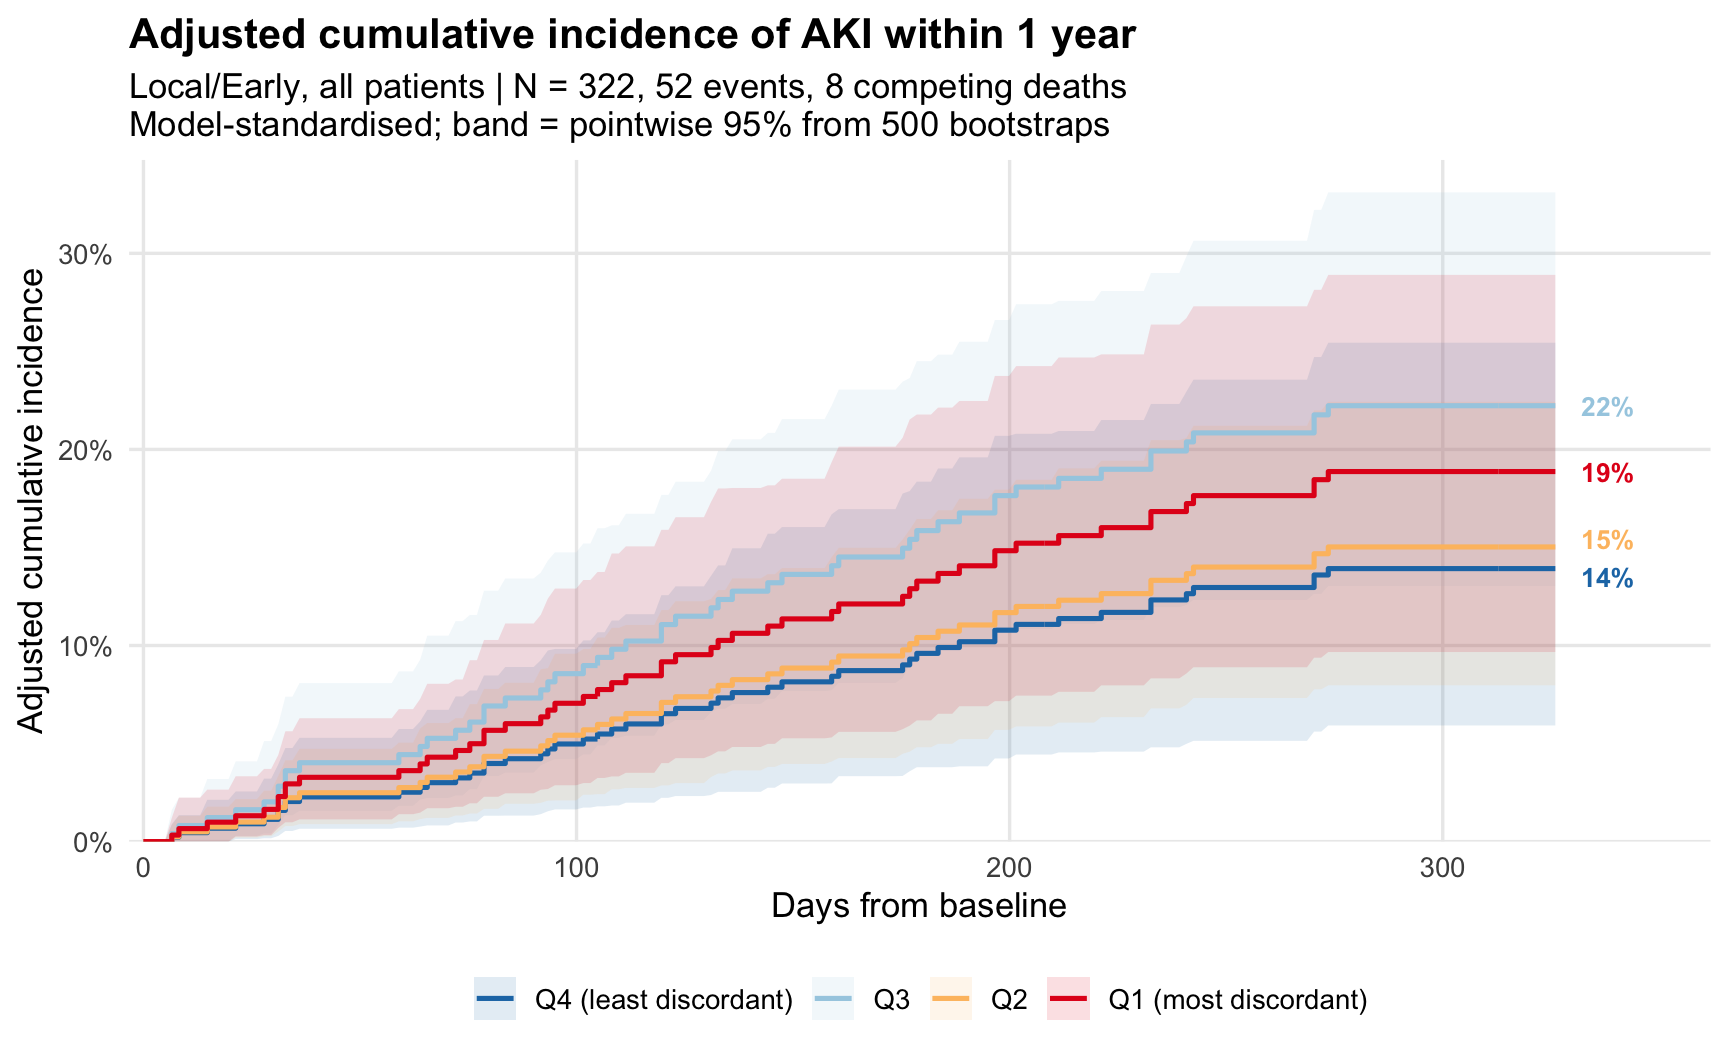 Adjusted cumulative incidence of AKI within 1 year
Local/Early, all patients | N = 322, 52 events, 8 competing deaths
Model-standardised; band = pointwise 95% from 500 bootstraps
Adjusted cumulative incidence
30%
20%
10%
0%
22%
19%
15%
14%
0 100 200 300
Days from baseline
Q4 (least discordant) Q3 Q2 Q1 (most discordant)